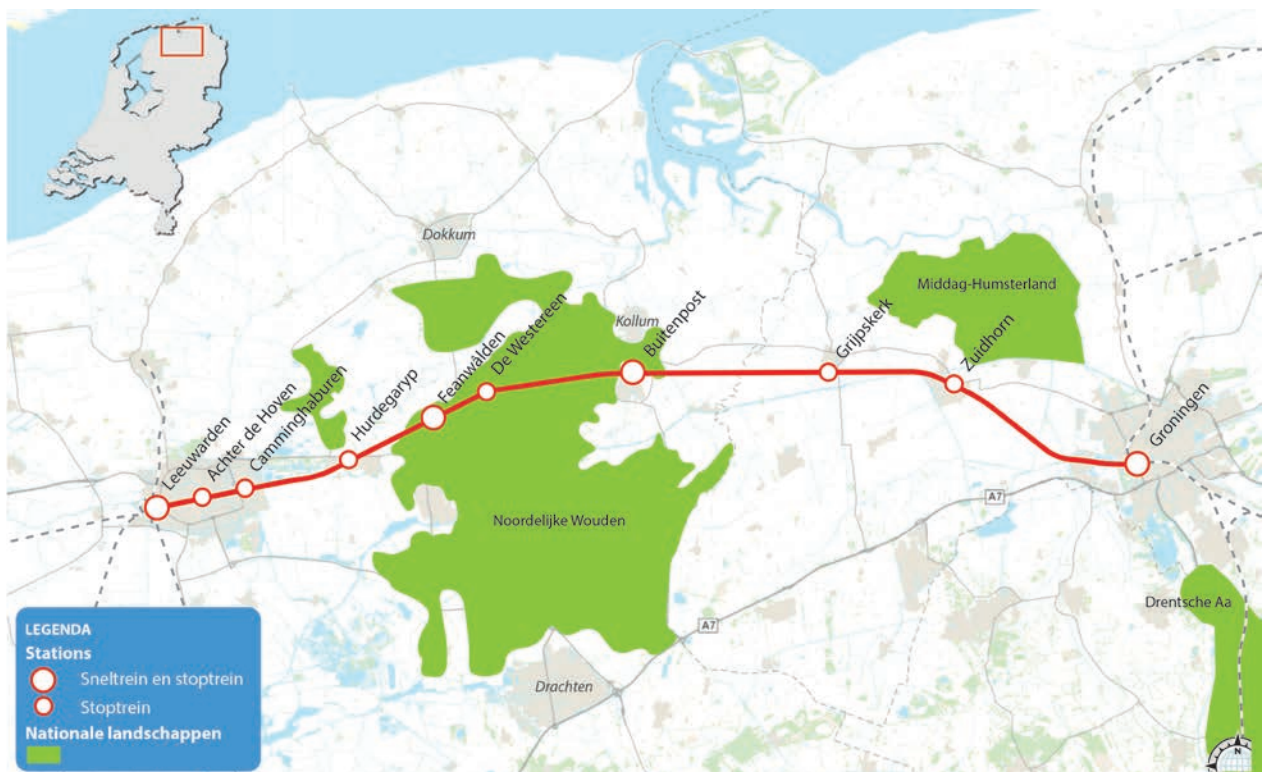 Dokkum
Kollum
Middag-Humsterland
Leeuwarden
Achter de Hoven
Camminghaburen
Hurdegaryp
Feanwâlden
De Westereen
Buitenpost
Grijpskerk
Zuidhorn
Groningen
A7
Noordelijke Wouden
Drentsche Aa
A7
Drachten
LEGENDA
Stations
Sneltrein en stoptrein
Stoptrein
Nationale landschappen
N